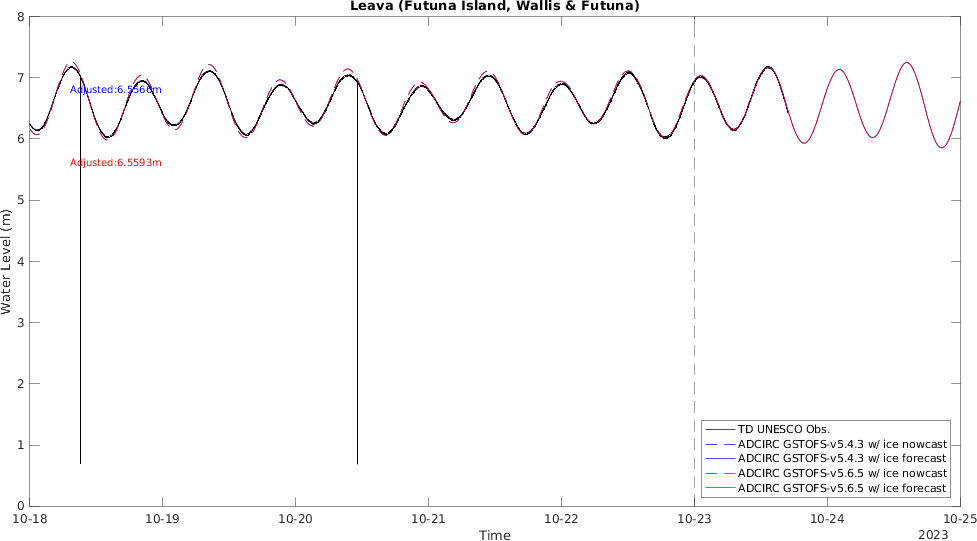 Leava (Futuna Island, Wallis & Futuna)
8
7
6
5
4
3
2
1
0
Water Level (m)
Adjusted:6.5566m
Adjusted:6.5593m
TD UNESCO Obs.
ADCIRC GSTOFS-v5.4.3 w/ ice nowcast
ADCIRC GSTOFS-v5.4.3 w/ ice forecast
ADCIRC GSTOFS-v5.6.5 w/ ice nowcast
ADCIRC GSTOFS-v5.6.5 w/ ice forecast
10-18 10-19 10-20 10-21 10-22 10-23 10-24 10-25
Time
2023